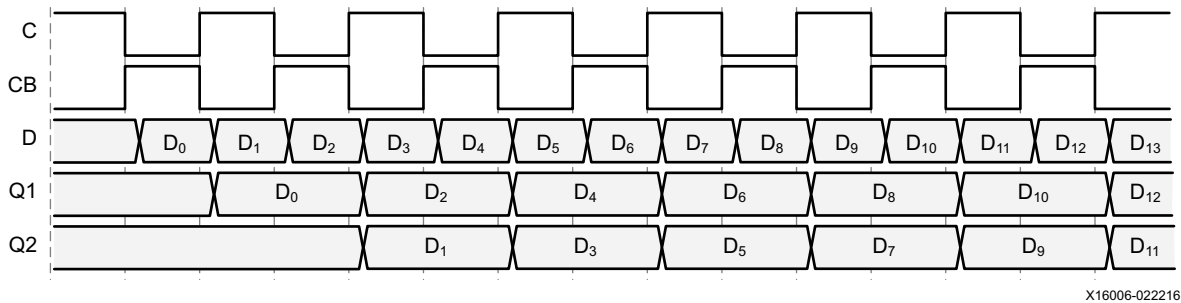 C
CB
D D₀ D₁ D₂ D₃ D₄ D₅ D₆ D₇ D₈ D₉ D₁₀ D₁₁ D₁₂ D₁₃
Q1 D₀ D₂ D₄ D₆ D₈ D₁₀ D₁₂
Q2 D₁ D₃ D₅ D₇ D₉ D₁₁
X16006-022216